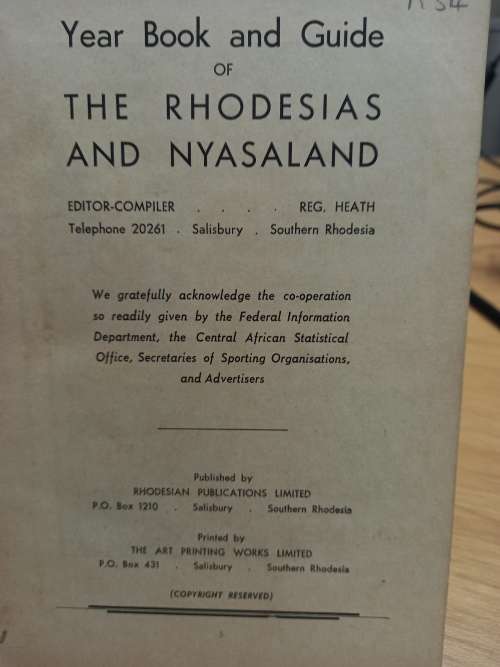 Year Book and Guide
OF
THE RHODESIAS
AND NYASALAND
EDITOR-COMPILER . . . . REG. HEATH
Telephone 20261 . Salisbury . Southern Rhodesia
We gratefully acknowledge the co-operation
so readily given by the Federal Information
Department, the Central African Statistical
Office, Secretaries of Sporting Organisations,
and Advertisers
Published by
RHODESIAN PUBLICATIONS LIMITED
P.O. Box 1210 . Salisbury . Southern Rhodesia
Printed by
THE ART PRINTING WORKS LIMITED
P.O. Box 431 . Salisbury . Southern Rhodesia
(COPYRIGHT RESERVED)